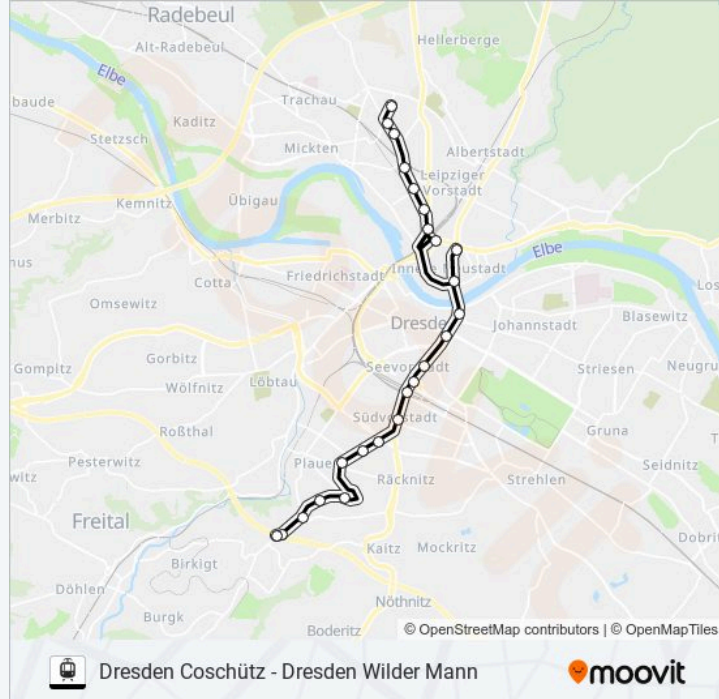 Radebeul
Hellerberge
Alt-Radebeul
Elbe
Trachau
baude
Kaditz
Stetzsch
Mickten
Albertstadt
Leipziger
Vorstadt
Übigau
Kemnitz
Merbitz
Elbe
nus
Friedrichstadt
Innere Neustadt
Cotta
Los
Omsewitz
Dresden
Johannstadt
Blasewitz
Gorbitz
Gompitz
Seevorstadt
Striesen
Neugru
Wölfnitz
Löbtau
Roßthal
Südvorstadt
Gruna
T
Pesterwitz
Plauen
witz
Räcknitz
Strehlen
Seidnitz
Freital
Dobrit
Kaitz
Mockritz
Birkigt
Döhlen
Nöthnitz
Burgk
Boderitz
© OpenStreetMap contributors | © OpenMapTiles
Dresden Coschütz - Dresden Wilder Mann
moovit